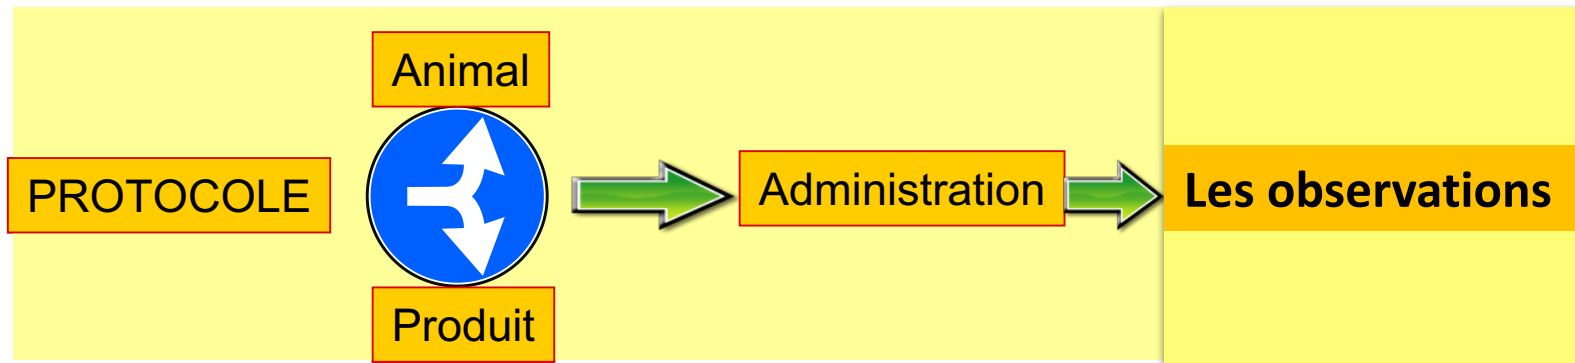 Animal
PROTOCOLE
Produit
Administration
Les observations